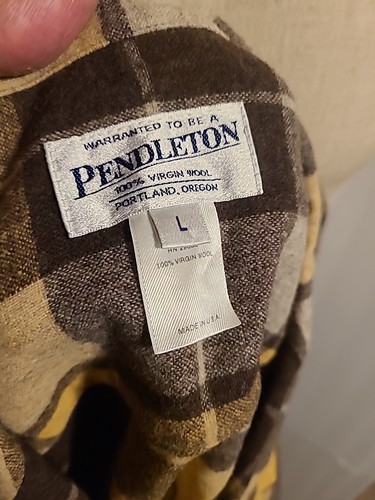 WARRANTED TO BE A
PENDLETON
100% VIRGIN WOOL
PORTLAND, OREGON
L
100% VIRGIN WOOL
MADE IN U.S.A.